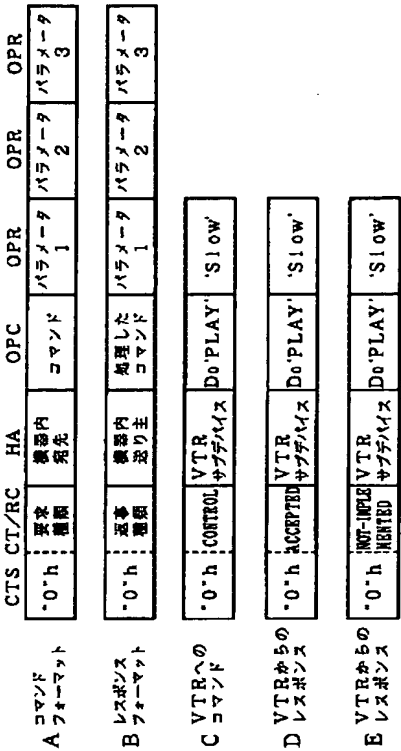 CTS CT/RC HA OPC OPR OPR OPR
A コマンド
フォーマット
"0"h
要求
種類
機器内
宛先
コマンド
パラメータ
1
パラメータ
2
パラメータ
3
B レスポンス
フォーマット
"0"h
返事
種類
機器内
送り主
処理した
コマンド
パラメータ
1
パラメータ
2
パラメータ
3
C VTRへの
コマンド
"0"h
CONTROL
VTR
サブデバイス
Do'PLAY'
'Slow'
D VTRからの
レスポンス
"0"h
ACCEPTED
VTR
サブデバイス
Do'PLAY'
'Slow'
E VTRからの
レスポンス
"0"h
NOT-IMPLE
MENTED
VTR
サブデバイス
Do'PLAY'
'Slow'